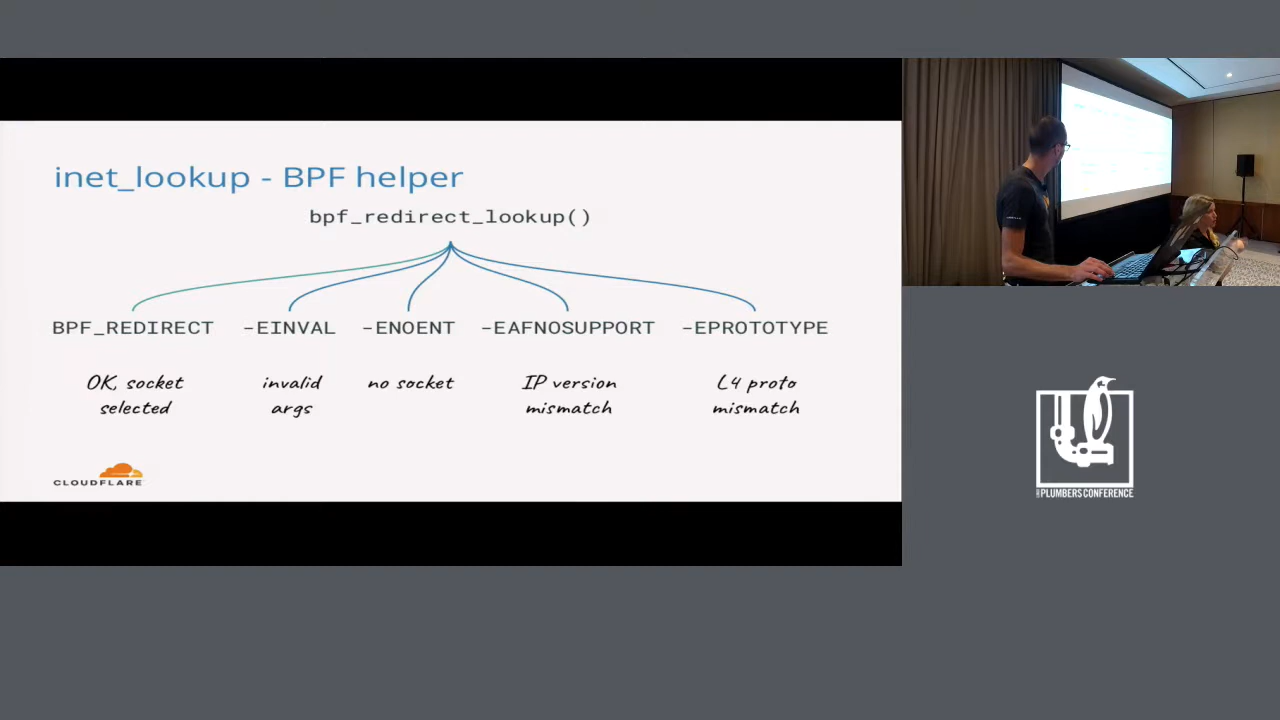 inet_lookup - BPF helper
bpf_redirect_lookup()
BPF_REDIRECT -EINVAL -ENOENT -EAFNOSUPPORT -EPROTOTYPE
OK, socket selected
invalid args
no socket
IP version mismatch
L4 proto mismatch
CLOUDFLARE
PLUMBERS CONFERENCE